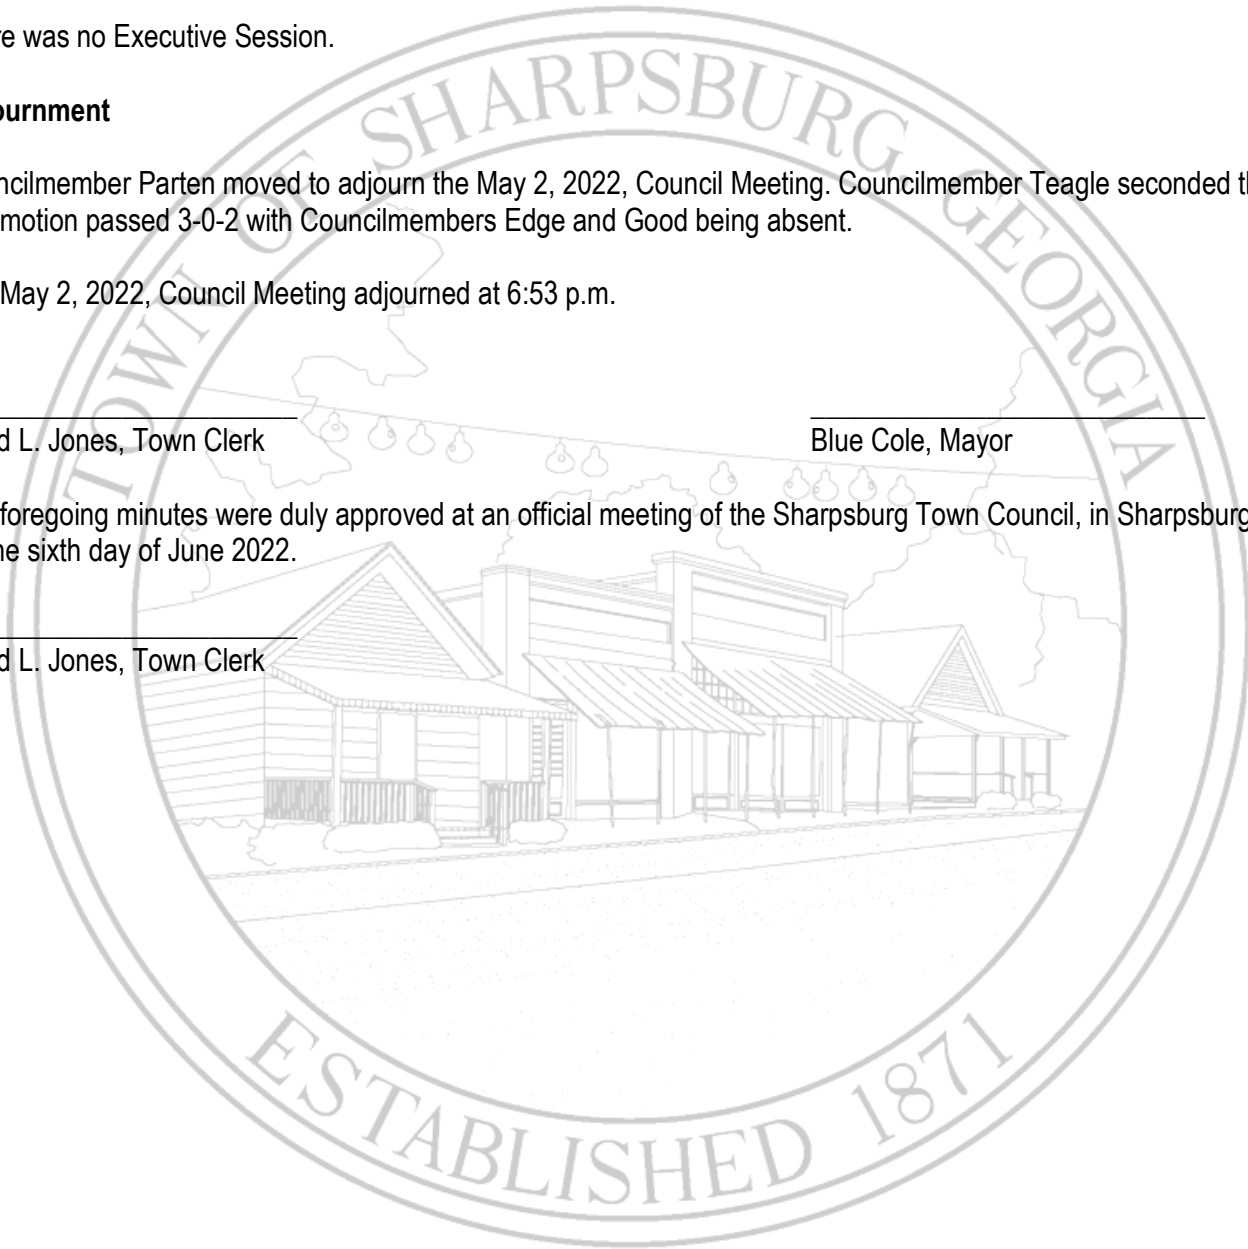 re was no Executive Session.
ournment
ncilmember Parten moved to adjourn the May 2, 2022, Council Meeting. Councilmember Teagle seconded th
motion passed 3-0-2 with Councilmembers Edge and Good being absent.
May 2, 2022, Council Meeting adjourned at 6:53 p.m.
d L. Jones, Town Clerk
Blue Cole, Mayor
foregoing minutes were duly approved at an official meeting of the Sharpsburg Town Council, in Sharpsburg
he sixth day of June 2022.
d L. Jones, Town Clerk
TOWN OF SHARPSBURG, GEORGIA
ESTABLISHED 1871